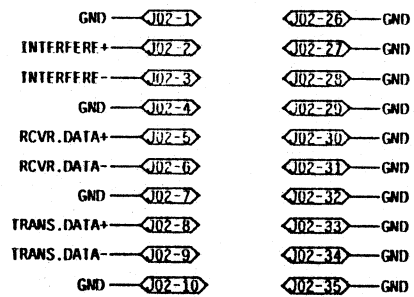 GND J02-1 J02-26 GND
INTERFERE+ J02-2 J02-27 GND
INTERFERE- J02-3 J02-28 GND
GND J02-4 J02-29 GND
RCVR.DATA+ J02-5 J02-30 GND
RCVR.DATA- J02-6 J02-31 GND
GND J02-7 J02-32 GND
TRANS.DATA+ J02-8 J02-33 GND
TRANS.DATA- J02-9 J02-34 GND
GND J02-10 J02-35 GND